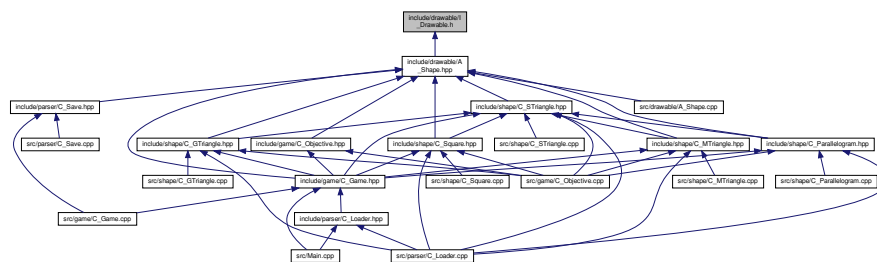 include/drawable/I
_Drawable.h
include/drawable/A
_Shape.hpp
include/parser/C_Save.hpp
include/shape/C_STriangle.hpp
src/drawable/A_Shape.cpp
src/parser/C_Save.cpp
include/shape/C_GTriangle.hpp
include/game/C_Objective.hpp
include/shape/C_Square.hpp
src/shape/C_STriangle.cpp
include/shape/C_MTriangle.hpp
include/shape/C_Parallelogram.hpp
src/shape/C_GTriangle.cpp
include/game/C_Game.hpp
src/shape/C_Square.cpp
src/game/C_Objective.cpp
src/shape/C_MTriangle.cpp
src/shape/C_Parallelogram.cpp
src/game/C_Game.cpp
include/parser/C_Loader.hpp
src/Main.cpp
src/parser/C_Loader.cpp